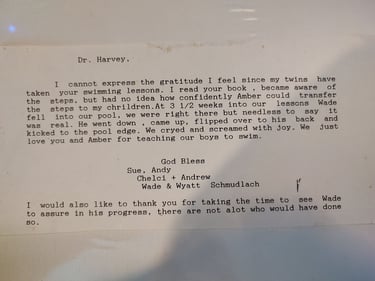 Dr. Harvey.
I cannot express the gratitude I feel since my twins have
taken your swimming lessons. I read your book , became aware of
the steps, but had no idea how confidently Amber could transfer
the steps to my chrildren.At 3 1/2 weeks into our lessons Wade
fell into our pool, we were right there but needless to say it
was real. He went down , came up, flipped over to his back and
kicked to the pool edge. We cryed and screamed with joy. We just
love you and Amber for teaching our boys to swim.
God Bless
Sue, Andy
Chelci + Andrew
Wade & Wyatt Schmudlach
I would also like to thank you for taking the time to see Wade
to assure in his progress, there are not alot who would have done
so.